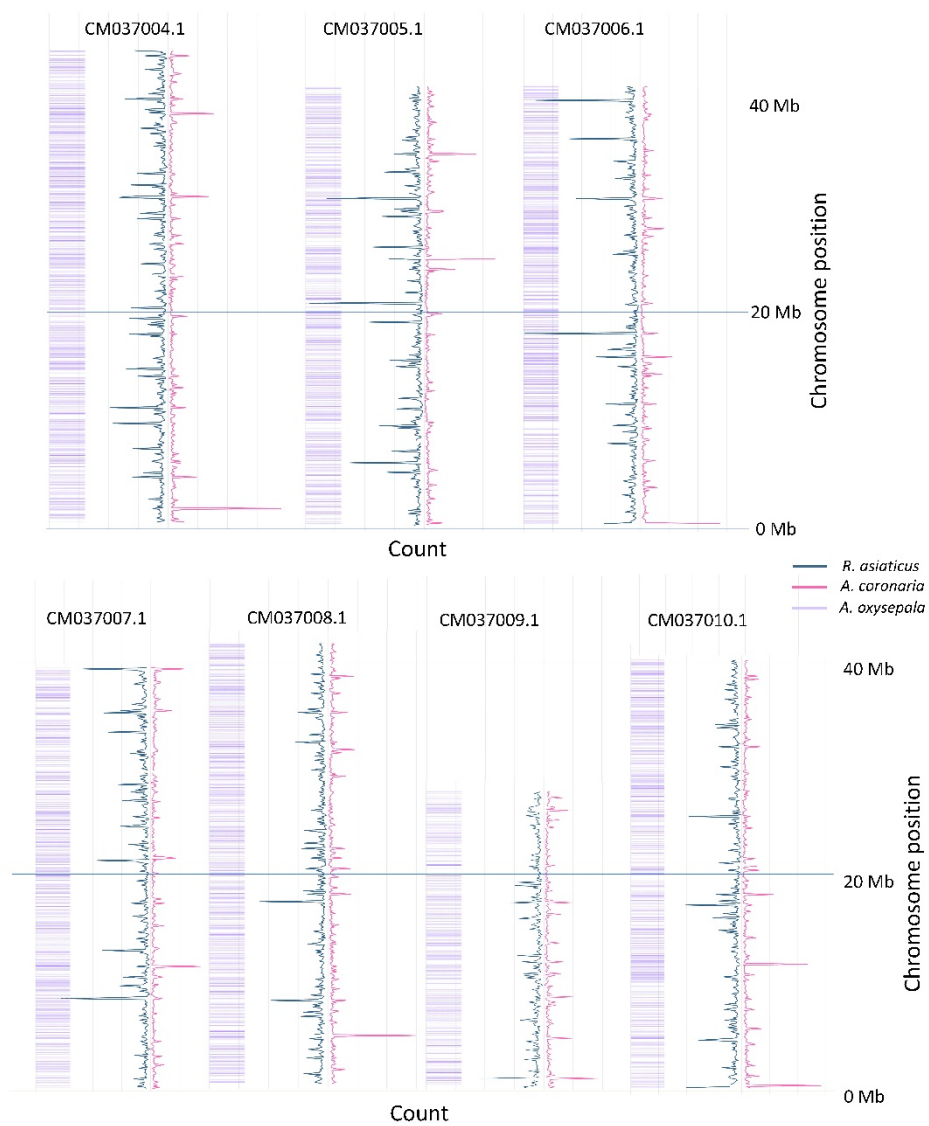 CM037004.1 CM037005.1 CM037006.1
40 Mb
Chromosome position
20 Mb
0 Mb
Count
R. asiaticus
A. coronaria
A. oxysepala
CM037007.1 CM037008.1 CM037009.1 CM037010.1
40 Mb
Chromosome position
20 Mb
0 Mb
Count